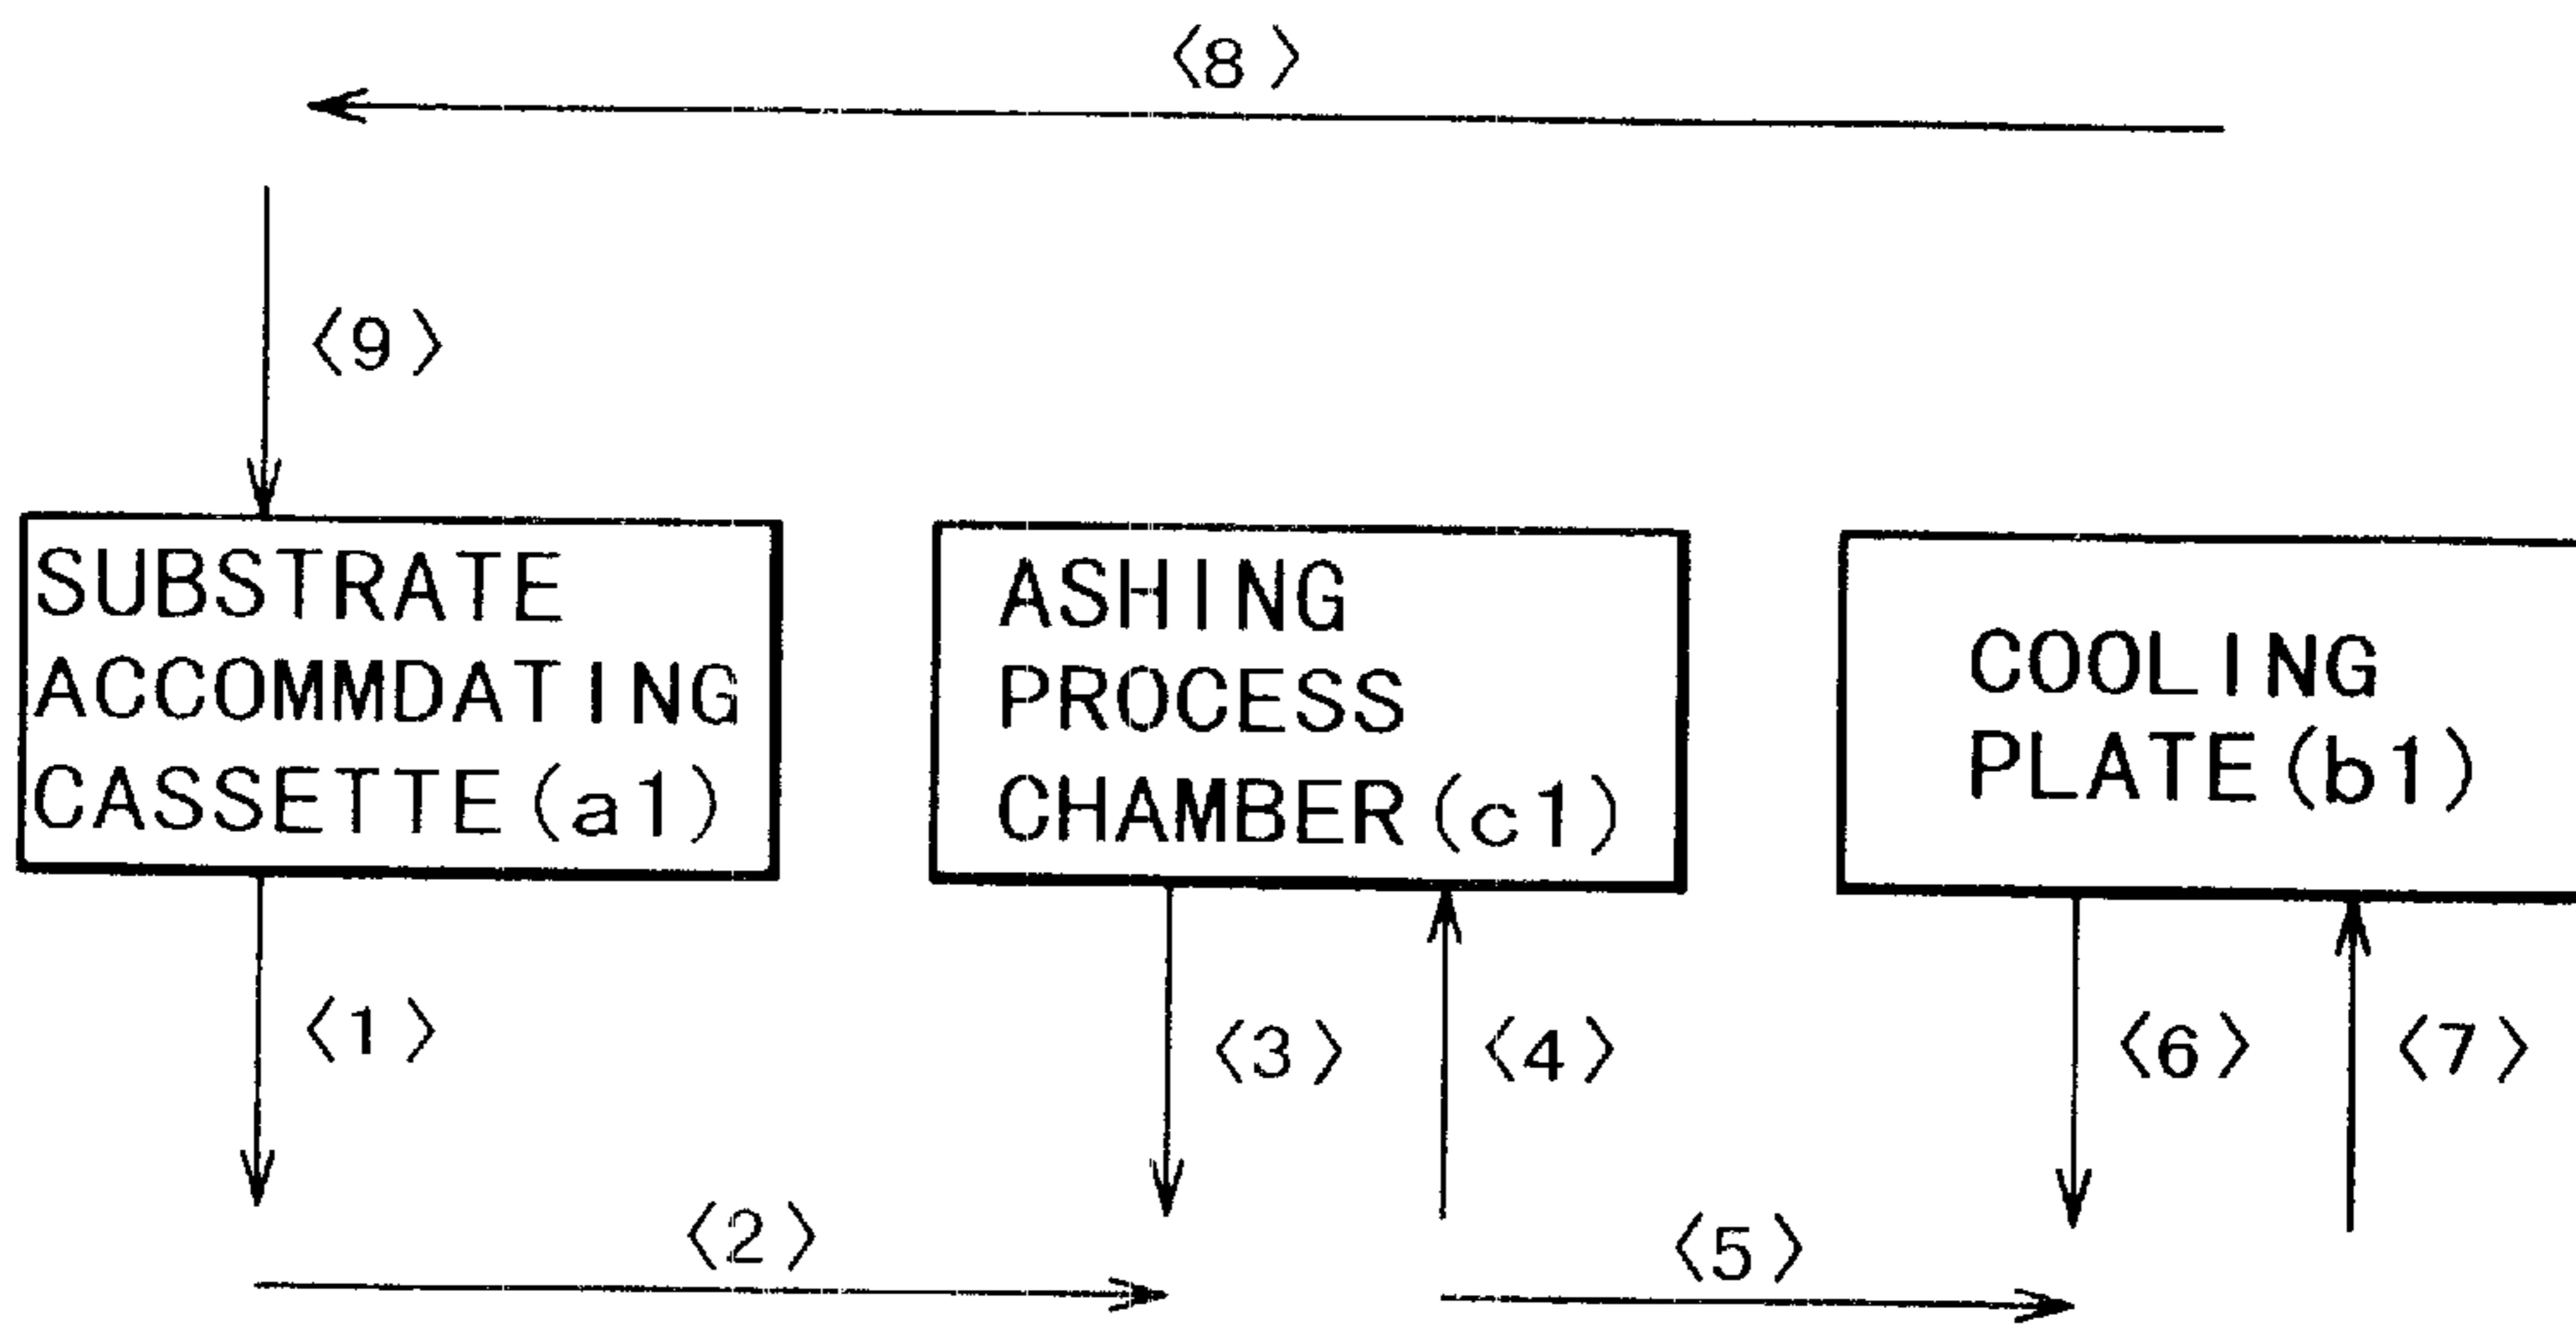 〈8〉
〈9〉
SUBSTRATE
ACCOMMDATING
CASSETTE(a1)
ASHING
PROCESS
CHAMBER(c1)
COOLING
PLATE(b1)
〈1〉
〈3〉
〈4〉
〈6〉
〈7〉
〈2〉
〈5〉